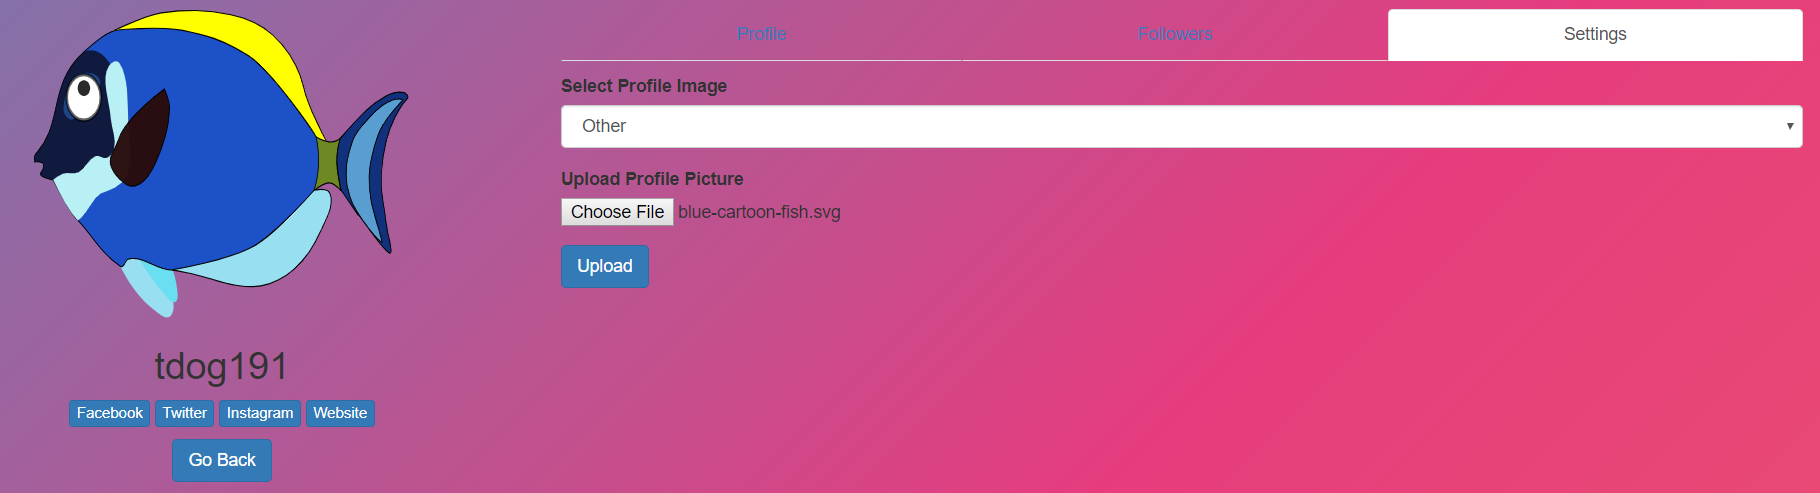 Profile Followers Settings
Select Profile Image
Other
Upload Profile Picture
Choose File blue-cartoon-fish.svg
Upload
tdog191
Facebook Twitter Instagram Website
Go Back